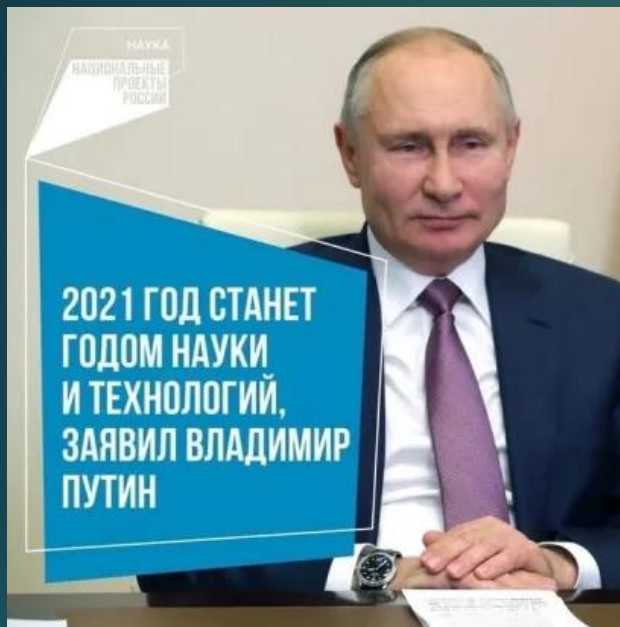 НАУКА
НАЦИОНАЛЬНЫЕ
ПРОЕКТЫ
РОССИИ
2021 ГОД СТАНЕТ
ГОДОМ НАУКИ
И ТЕХНОЛОГИЙ,
ЗАЯВИЛ ВЛАДИМИР
ПУТИН